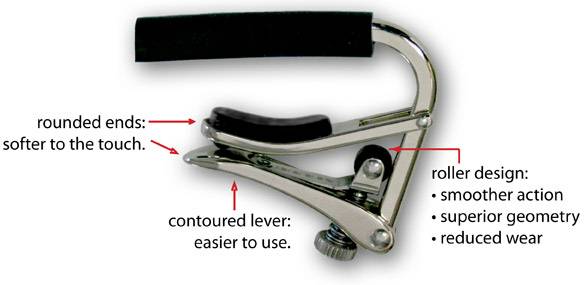 rounded ends:
softer to the touch.
contoured lever:
easier to use.
roller design:
• smoother action
• superior geometry
• reduced wear